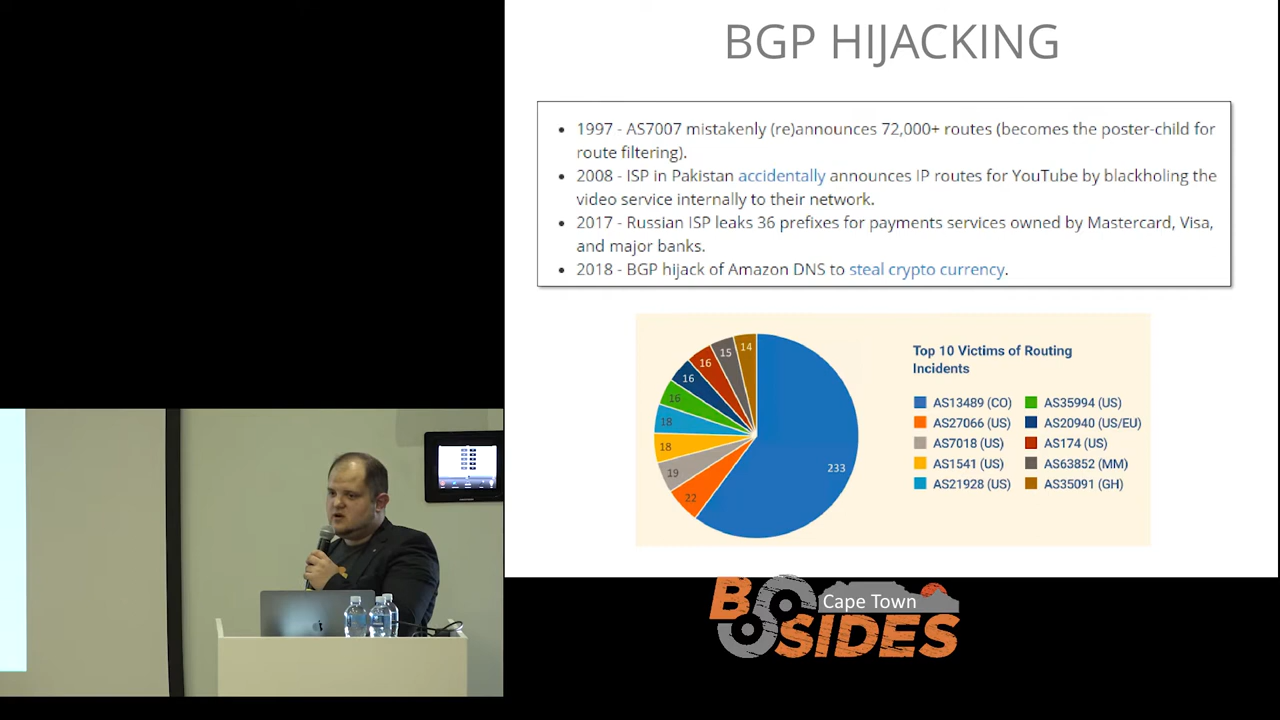 BGP HIJACKING
• 1997 - AS7007 mistakenly (re)announces 72,000+ routes (becomes the poster-child for
route filtering).
• 2008 - ISP in Pakistan accidentally announces IP routes for YouTube by blackholing the
video service internally to their network.
• 2017 - Russian ISP leaks 36 prefixes for payments services owned by Mastercard, Visa,
and major banks.
• 2018 - BGP hijack of Amazon DNS to steal crypto currency.
14
15
16
16
16
18
18
19
22
233
Top 10 Victims of Routing
Incidents
AS13489 (CO)
AS27066 (US)
AS7018 (US)
AS1541 (US)
AS21928 (US)
AS35994 (US)
AS20940 (US/EU)
AS174 (US)
AS63852 (MM)
AS35091 (GH)
B
Cape Town
SIDES